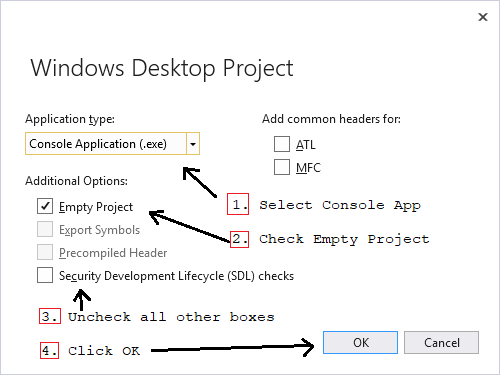 Windows Desktop Project
Application type:
Console Application (.exe)
Add common headers for:
ATL
MFC
Additional Options:
Empty Project
Export Symbols
Precompiled Header
Security Development Lifecycle (SDL) checks
1. Select Console App
2. Check Empty Project
3. Uncheck all other boxes
4. Click OK
OK
Cancel